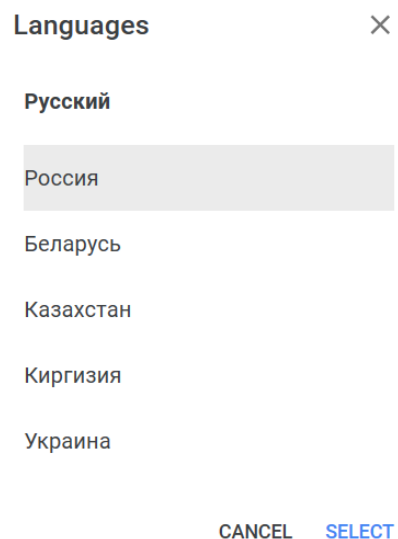 Languages
Русский
Россия
Беларусь
Казахстан
Киргизия
Украина
CANCEL SELECT